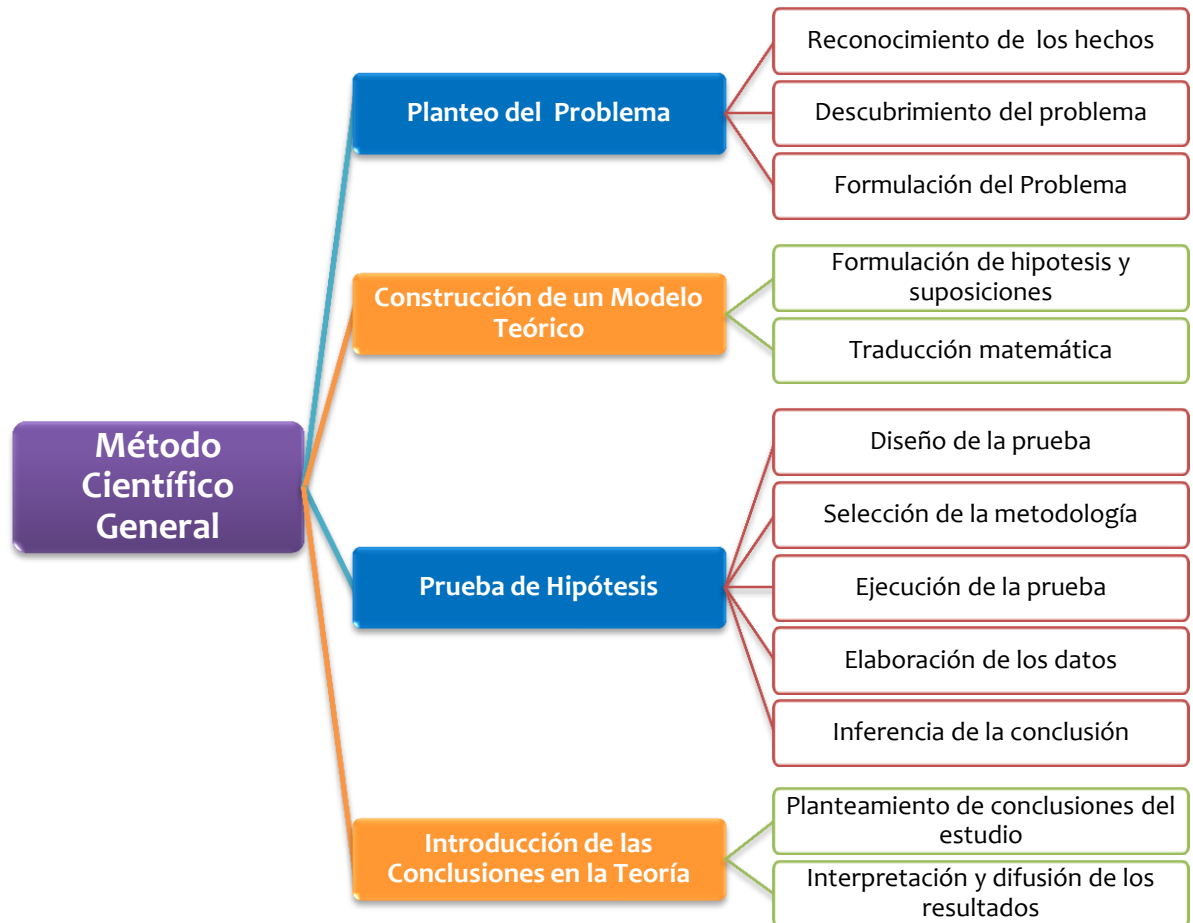 Método
Científico
General
Planteo del Problema
Reconocimiento de los hechos
Descubrimiento del problema
Formulación del Problema
Construcción de un Modelo
Teórico
Formulación de hipotesis y
suposiciones
Traducción matemática
Prueba de Hipótesis
Diseño de la prueba
Selección de la metodología
Ejecución de la prueba
Elaboración de los datos
Inferencia de la conclusión
Introducción de las
Conclusiones en la Teoría
Planteamiento de conclusiones del
estudio
Interpretación y difusión de los
resultados